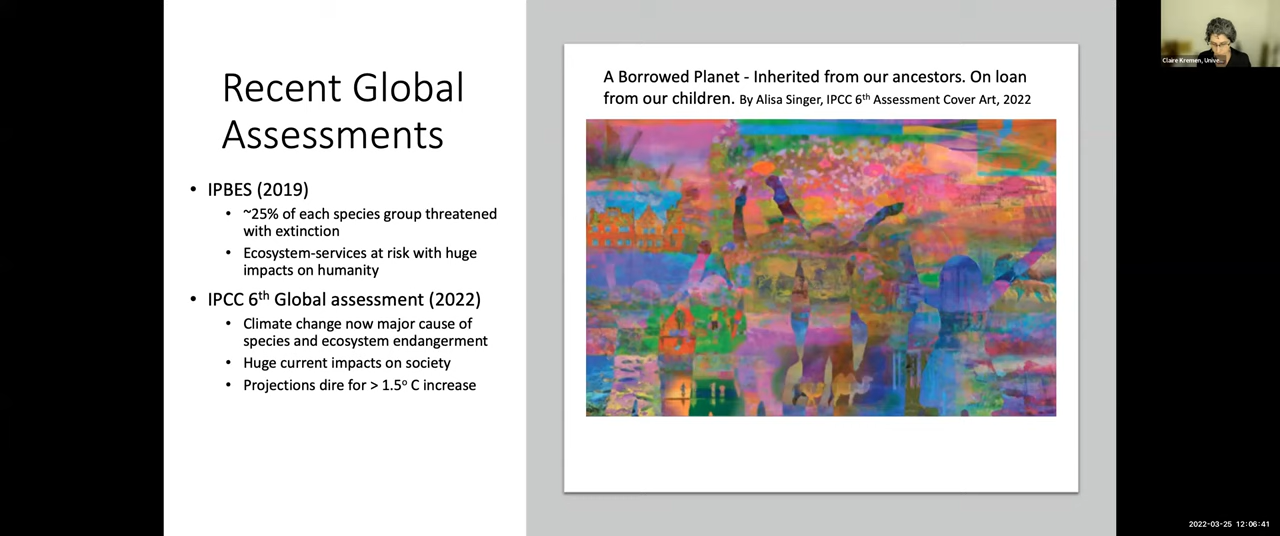 Recent Global
Assessments
• IPBES (2019)
• ~25% of each species group threatened
with extinction
• Ecosystem-services at risk with huge
impacts on humanity
• IPCC 6th Global assessment (2022)
• Climate change now major cause of
species and ecosystem endangerment
• Huge current impacts on society
• Projections dire for > 1.5º C increase
A Borrowed Planet - Inherited from our ancestors. On loan
from our children. By Alisa Singer, IPCC 6th Assessment Cover Art, 2022
Claire Kremen, Unive...
2022-03-25 12:06:41